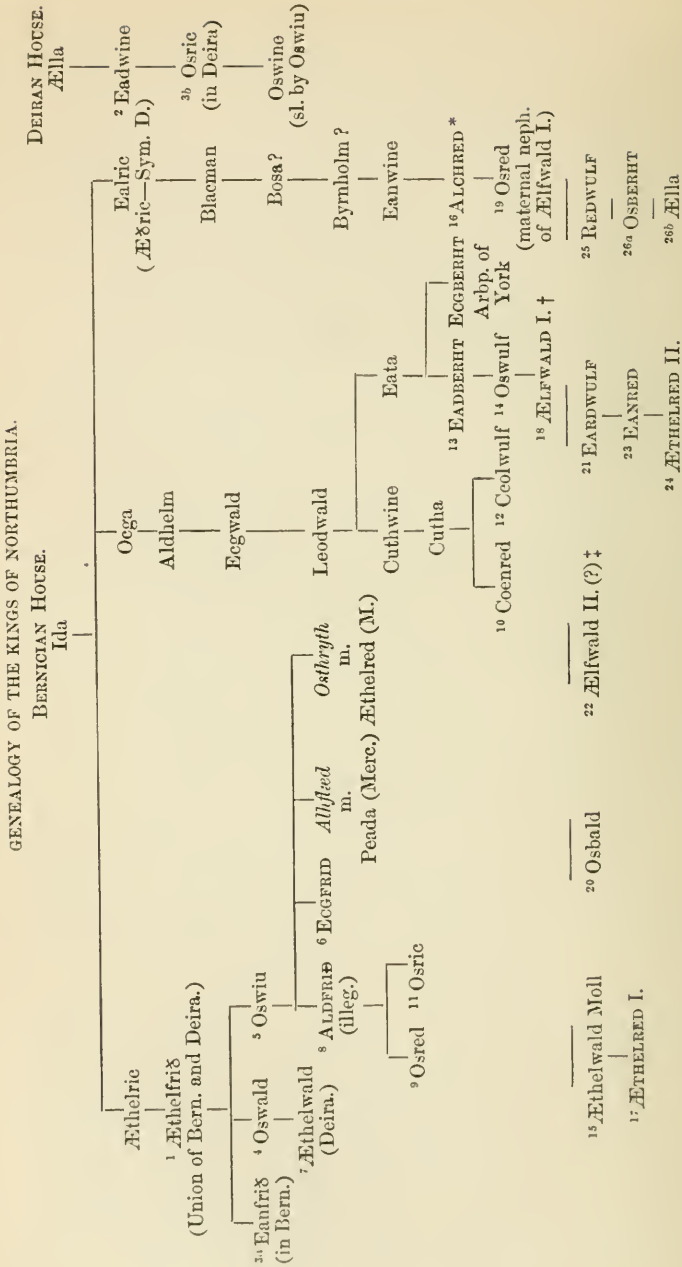 GENEALOGY OF THE KINGS OF NORTHUMBRIA.
BERNICIAN HOUSE.
Ida
DEIRAN HOUSE.
Ælla
² Eadwine
³ᵇ Osric
(in Deira)
Oswine
(sl. by Oswiu)
Æthelric
¹ Æthelfrið
(Union of Bern. and Deira.)
³ᵃ Eanfrið
(in Bern.)
⁴ Oswald
⁵ Oswiu
⁷ Æthelwald
(Deira.)
⁸ ALDFRIÐ
(illeg.)
⁶ ECGFRID
Alhflæd
m.
Peada (Merc.)
Osthryth
m.
Æthelred (M.)
⁹ Osred
¹¹ Osric
Ocga
Aldhelm
Ecgwald
Leodwald
Cuthwine
Cutha
¹⁰ Coenred
¹² Ceolwulf
Eata
¹³ EADBERHT
ECGBERHT
Arbp. of
York
¹⁴ Oswulf
¹⁸ ÆLFWALD I. †
Ealric
(Æðric—Sym. D.)
Blacman
Bosa?
Byrnholm?
Eanwine
¹⁶ ALCHRED *
¹⁹ Osred
(maternal neph.
of Ælfwald I.)
¹⁵ Æthelwald Moll
¹⁷ ÆTHELRED I.
²⁰ Osbald
²² Ælfwald II. (?) ‡
²¹ EARDWULF
²³ EANRED
²⁴ ÆTHELRED II.
²⁵ REDWULF
²⁶ᵃ OSBERHT
²⁶ᵇ Ælla